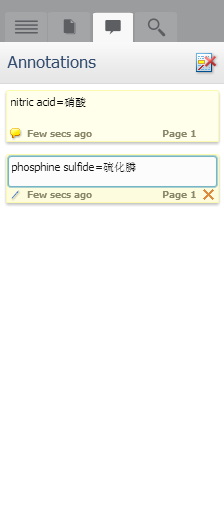 Annotations
nitric acid=硝酸
Few secs ago Page 1
phosphine sulfide=硫化膦
Few secs ago Page 1